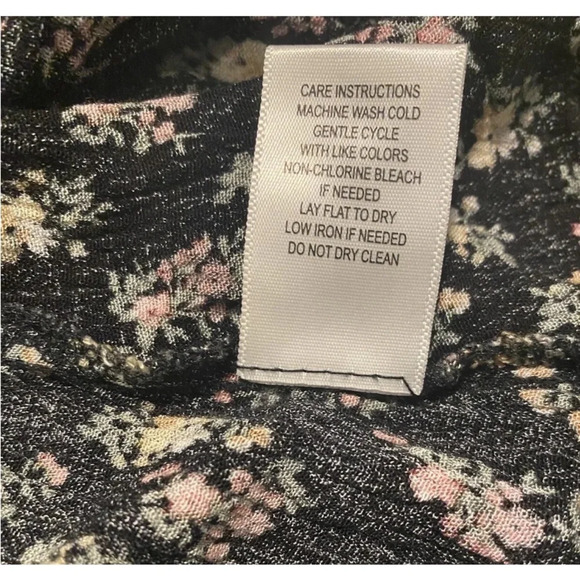 CARE INSTRUCTIONS
MACHINE WASH COLD
GENTLE CYCLE
WITH LIKE COLORS
NON-CHLORINE BLEACH
IF NEEDED
LAY FLAT TO DRY
LOW IRON IF NEEDED
DO NOT DRY CLEAN